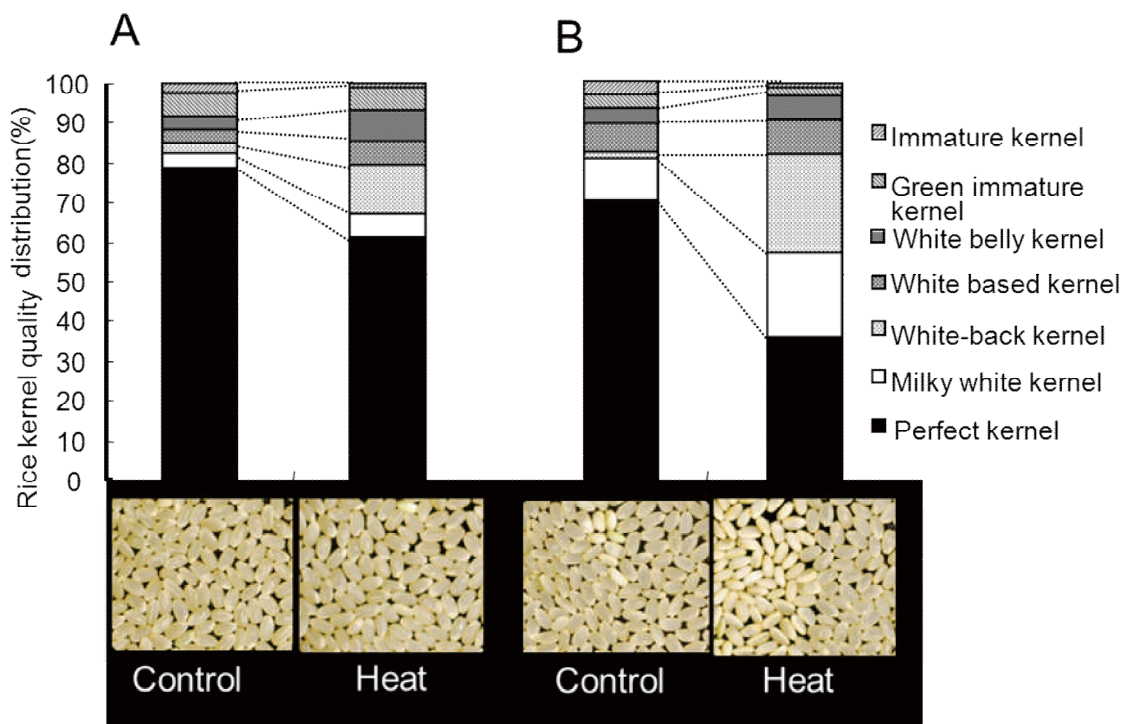 A
B
Rice kernel quality distribution(%)
100
90
80
70
60
50
40
30
20
10
0
Immature kernel
Green immature
kernel
White belly kernel
White based kernel
White-back kernel
Milky white kernel
Perfect kernel
Control
Heat
Control
Heat